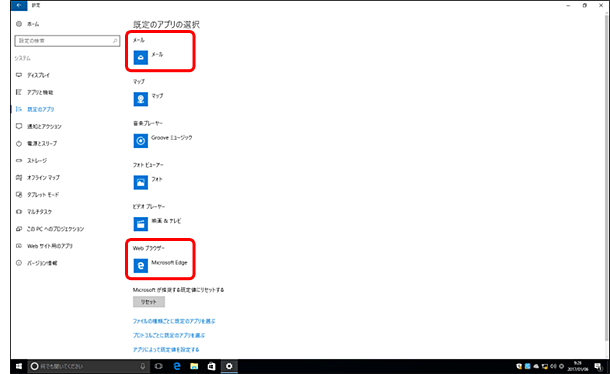 設定
ホーム
設定の検索
システム
ディスプレイ
アプリと機能
既定のアプリ
通知とアクション
電源とスリープ
ストレージ
オフライン マップ
タブレット モード
マルチタスク
この PC へのプロジェクション
Web サイト用のアプリ
バージョン情報
既定のアプリの選択
メール
メール
マップ
マップ
音楽プレーヤー
Groove ミュージック
フォト ビューアー
フォト
ビデオ プレーヤー
映画 & テレビ
Web ブラウザー
Microsoft Edge
Microsoft が推奨する既定値にリセットする
リセット
ファイルの種類ごとに既定のアプリを選ぶ
プロトコルごとに既定のアプリを選ぶ
アプリによって既定値を設定する
何でも聞いてください
9:26
2017/01/06